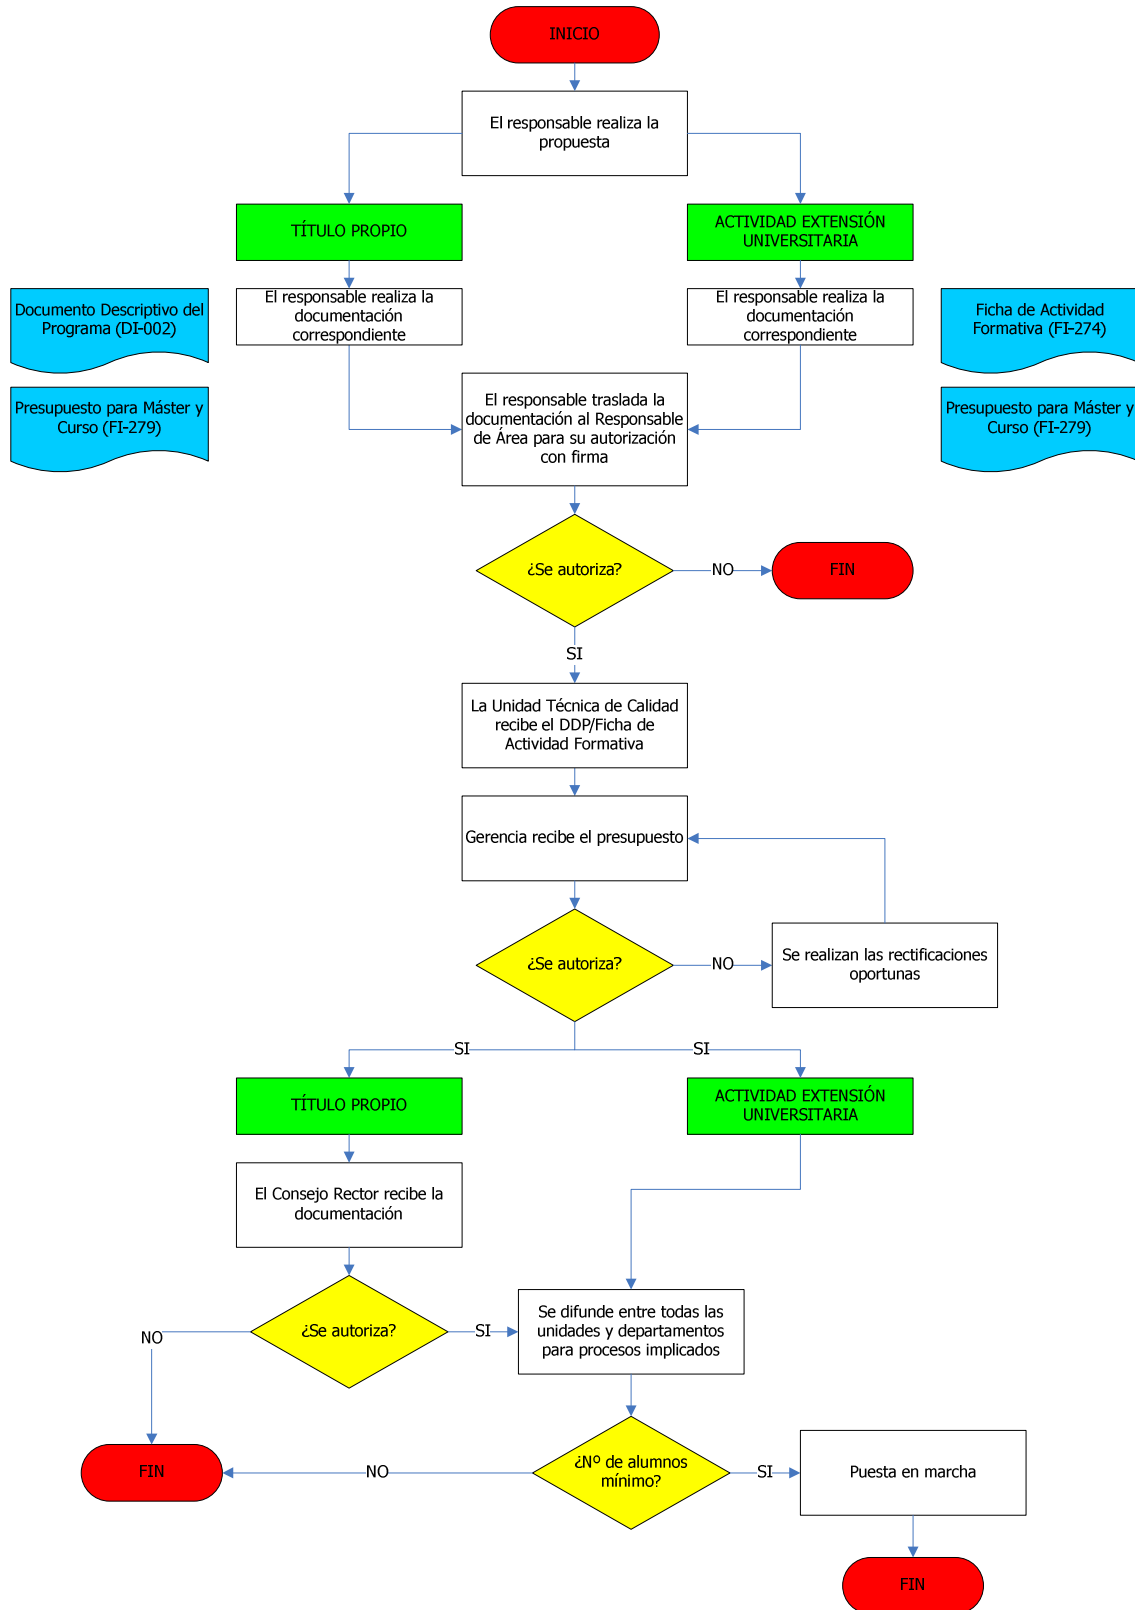 INICIO
El responsable realiza la
propuesta
TÍTULO PROPIO
ACTIVIDAD EXTENSIÓN
UNIVERSITARIA
Documento Descriptivo del
Programa (DI-002)
El responsable realiza la
documentación
correspondiente
El responsable realiza la
documentación
correspondiente
Ficha de Actividad
Formativa (FI-274)
Presupuesto para Máster y
Curso (FI-279)
El responsable traslada la
documentación al Responsable
de Área para su autorización
con firma
Presupuesto para Máster y
Curso (FI-279)
¿Se autoriza?
NO
FIN
SI
La Unidad Técnica de Calidad
recibe el DDP/Ficha de
Actividad Formativa
Gerencia recibe el presupuesto
¿Se autoriza?
NO
Se realizan las rectificaciones
oportunas
SI
SI
TÍTULO PROPIO
ACTIVIDAD EXTENSIÓN
UNIVERSITARIA
El Consejo Rector recibe la
documentación
¿Se autoriza?
NO
SI
Se difunde entre todas las
unidades y departamentos
para procesos implicados
FIN
NO
¿Nº de alumnos
mínimo?
SI
Puesta en marcha
FIN